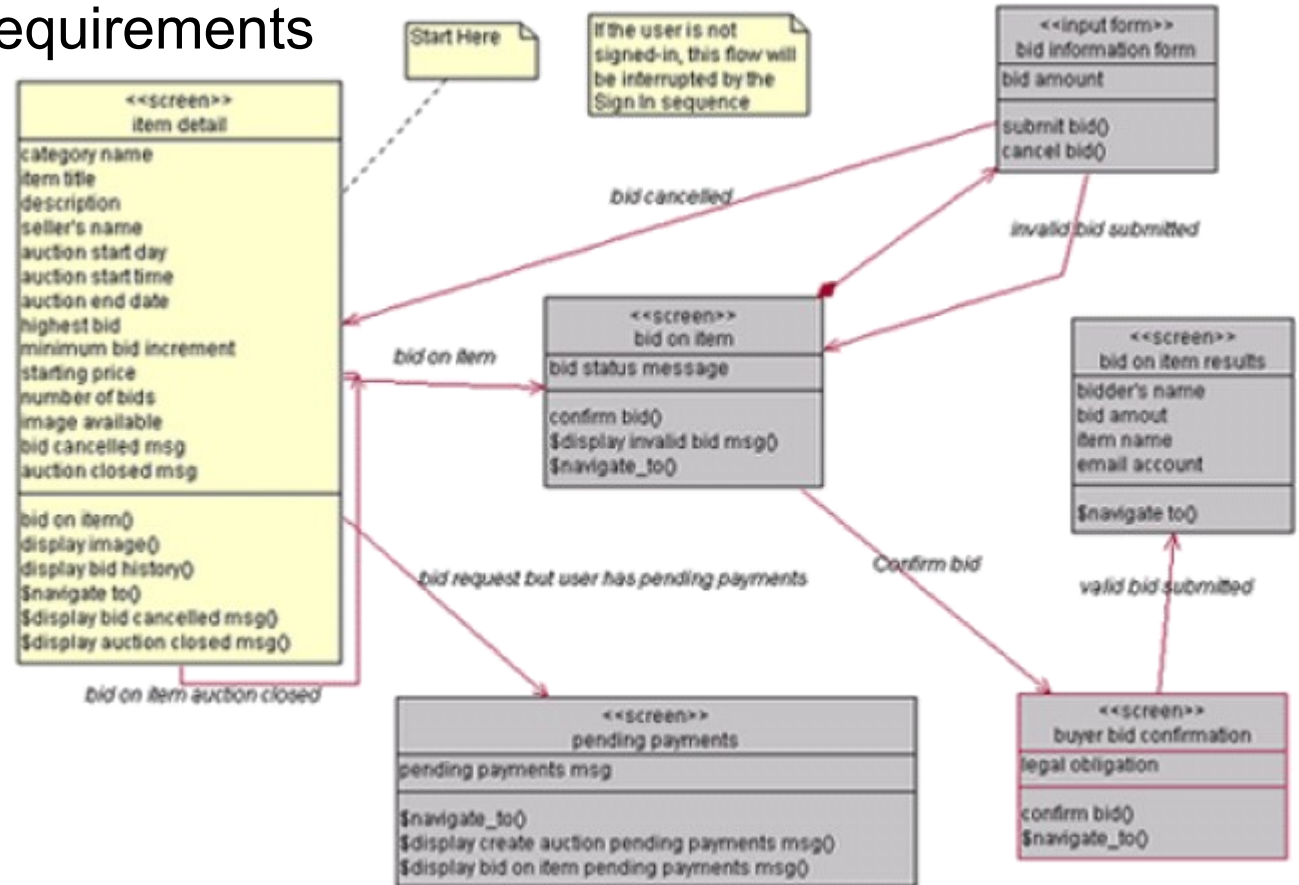 equirements
Start Here
If the user is not
signed-in, this flow will
be interrupted by the
Sign In sequence
<<input form>>
bid information form
bid amount
submit bid()
cancel bid()
<<screen>>
item detail
category name
item title
description
seller's name
auction start day
auction start time
auction end date
highest bid
minimum bid increment
starting price
number of bids
image available
bid cancelled msg
auction closed msg
bid on item()
display image()
display bid history()
$navigate to()
$display bid cancelled msg()
$display auction closed msg()
bid cancelled
invalid bid submitted
bid on item
<<screen>>
bid on item
bid status message
confirm bid()
$display invalid bid msg()
$navigate_to()
<<screen>>
bid on item results
bidder's name
bid amout
item name
email account
$navigate to()
bid request but user has pending payments
Confirm bid
valid bid submitted
bid on item auction closed
<<screen>>
pending payments
pending payments msg
$navigate_to()
$display create auction pending payments msg()
$display bid on item pending payments msg()
<<screen>>
buyer bid confirmation
legal obligation
confirm bid()
$navigate_to()